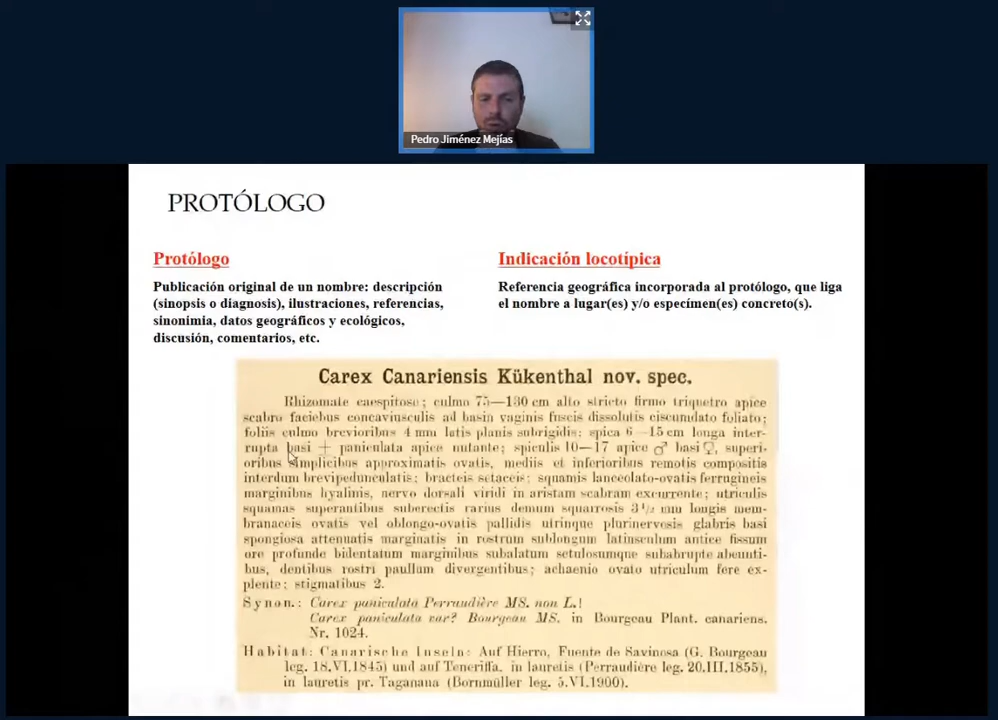 Pedro Jiménez Mejías
PROTÓLOGO
Protólogo
Publicación original de un nombre: descripción
(sinopsis o diagnosis), ilustraciones, referencias,
sinonimia, datos geográficos y ecológicos,
discusión, comentarios, etc.
Indicación locotípica
Referencia geográfica incorporada al protólogo, que liga
el nombre a lugar(es) y/o espécimen(es) concreto(s).
Carex Canariensis Kükenthal nov. spec.
Rhizomate caespitose; culmo 75—130 cm alto stricto firmo triquetro apice
scabro faciebus concaviusculis ad basin vaginis fuscis dissolutis circumdato foliato;
foliis culmo brevioribus 4 mm latis planis subrigidis; spica 6—15 cm longa inter-
rupta basi ± paniculata apice nutante; spiculis 10—17 apice ♂ basi ♀, superi-
oribus simplicibus approximatis ovatis, mediis et inferioribus remotis compositis
interdum brevipedunculatis; bracteis setaceis; squamis lanceolato-ovatis ferrugineis
marginibus hyalinis, nervo dorsali viridi in aristam scabram excurrente; utriculis
squamas superantibus suberectis rarius demum squarrosis 3½ mm longis mem-
branaceis ovatis vel oblongo-ovatis pallidis utrinque plurinervosis glabris basi
spongiosa attenuatis marginatis in rostrum sublongum latiusculum antice fissum
ore profunde bidentatum marginibus subalatum setulosumque subabrupte abeunti-
bus, dentibus rostri paullum divergentibus; achaenio ovato utriculum fere ex-
plente; stigmatibus 2.
Synon.: Carex paniculata Perraudière MS. non L.!
Carex paniculata var? Bourgeau MS. in Bourgeau Plant. canariens.
Nr. 1024.
Habitat: Canarische Inseln: Auf Hierro, Fuente de Savinosa (G. Bourgeau
leg. 18.VI.1845) und auf Teneriffa, in lauretis (Perraudière leg. 20.III.1855),
in lauretis pr. Taganana (Bornmüller leg. 5.VI.1900).